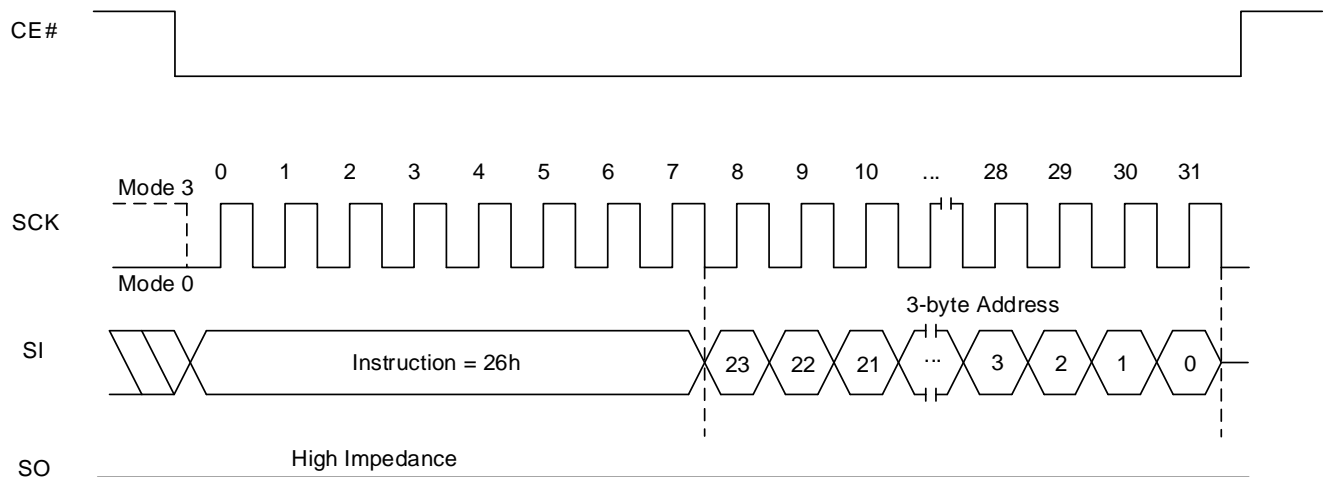 CE#
0 1 2 3 4 5 6 7 8 9 10 ... 28 29 30 31
Mode 3
SCK
Mode 0
3-byte Address
SI
Instruction = 26h 23 22 21 ... 3 2 1 0
High Impedance
SO